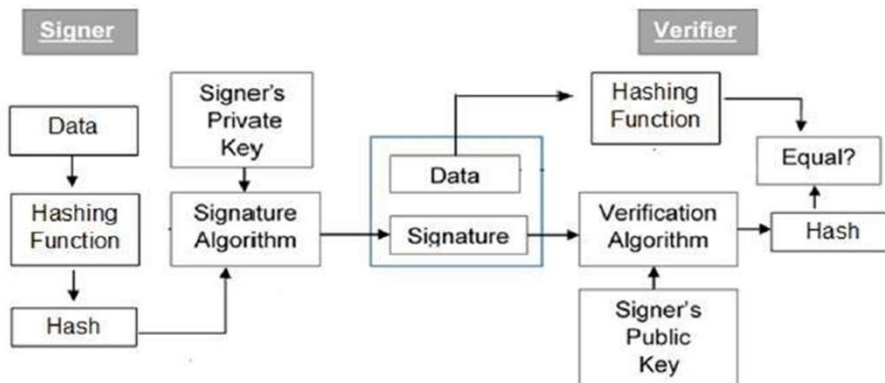 Signer
Data
Hashing
Function
Hash
Signer's
Private
Key
Signature
Algorithm
Data
Signature
Verifier
Hashing
Function
Equal?
Verification
Algorithm
Hash
Signer's
Public
Key